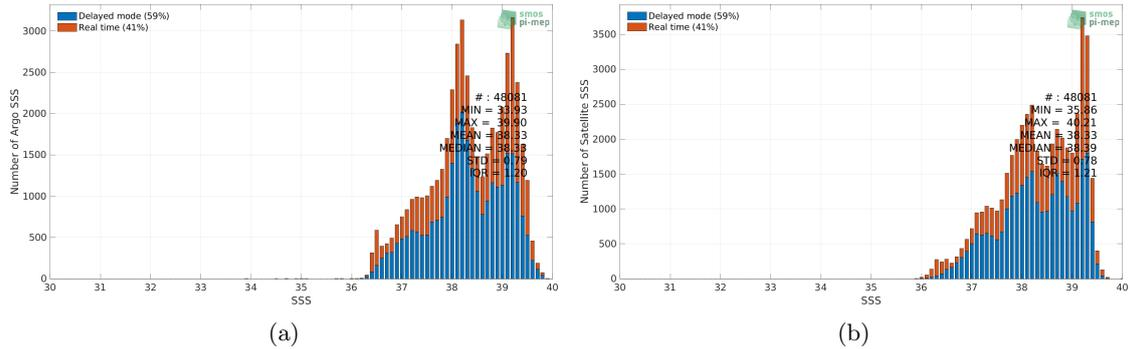 Delayed mode (59%)
Real time (41%)
smos
pi-mep
Number of Argo SSS
3000
2500
2000
1500
1000
500
0
# : 48081
MIN = 33.93
MAX = 39.90
MEAN = 38.33
MEDIAN = 38.33
STD = 0.79
IQR = 1.20
30 31 32 33 34 35 36 37 38 39 40
SSS
(a)
Delayed mode (59%)
Real time (41%)
smos
pi-mep
Number of Satellite SSS
3500
3000
2500
2000
1500
1000
500
0
# : 48081
MIN = 35.86
MAX = 40.21
MEAN = 38.33
MEDIAN = 38.39
STD = 0.78
IQR = 1.21
30 31 32 33 34 35 36 37 38 39 40
SSS
(b)